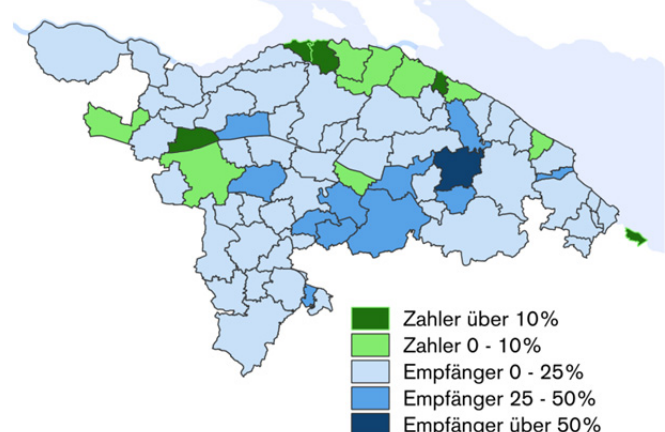 Zahler über 10%
Zahler 0 - 10%
Empfänger 0 - 25%
Empfänger 25 - 50%
Empfänger über 50%